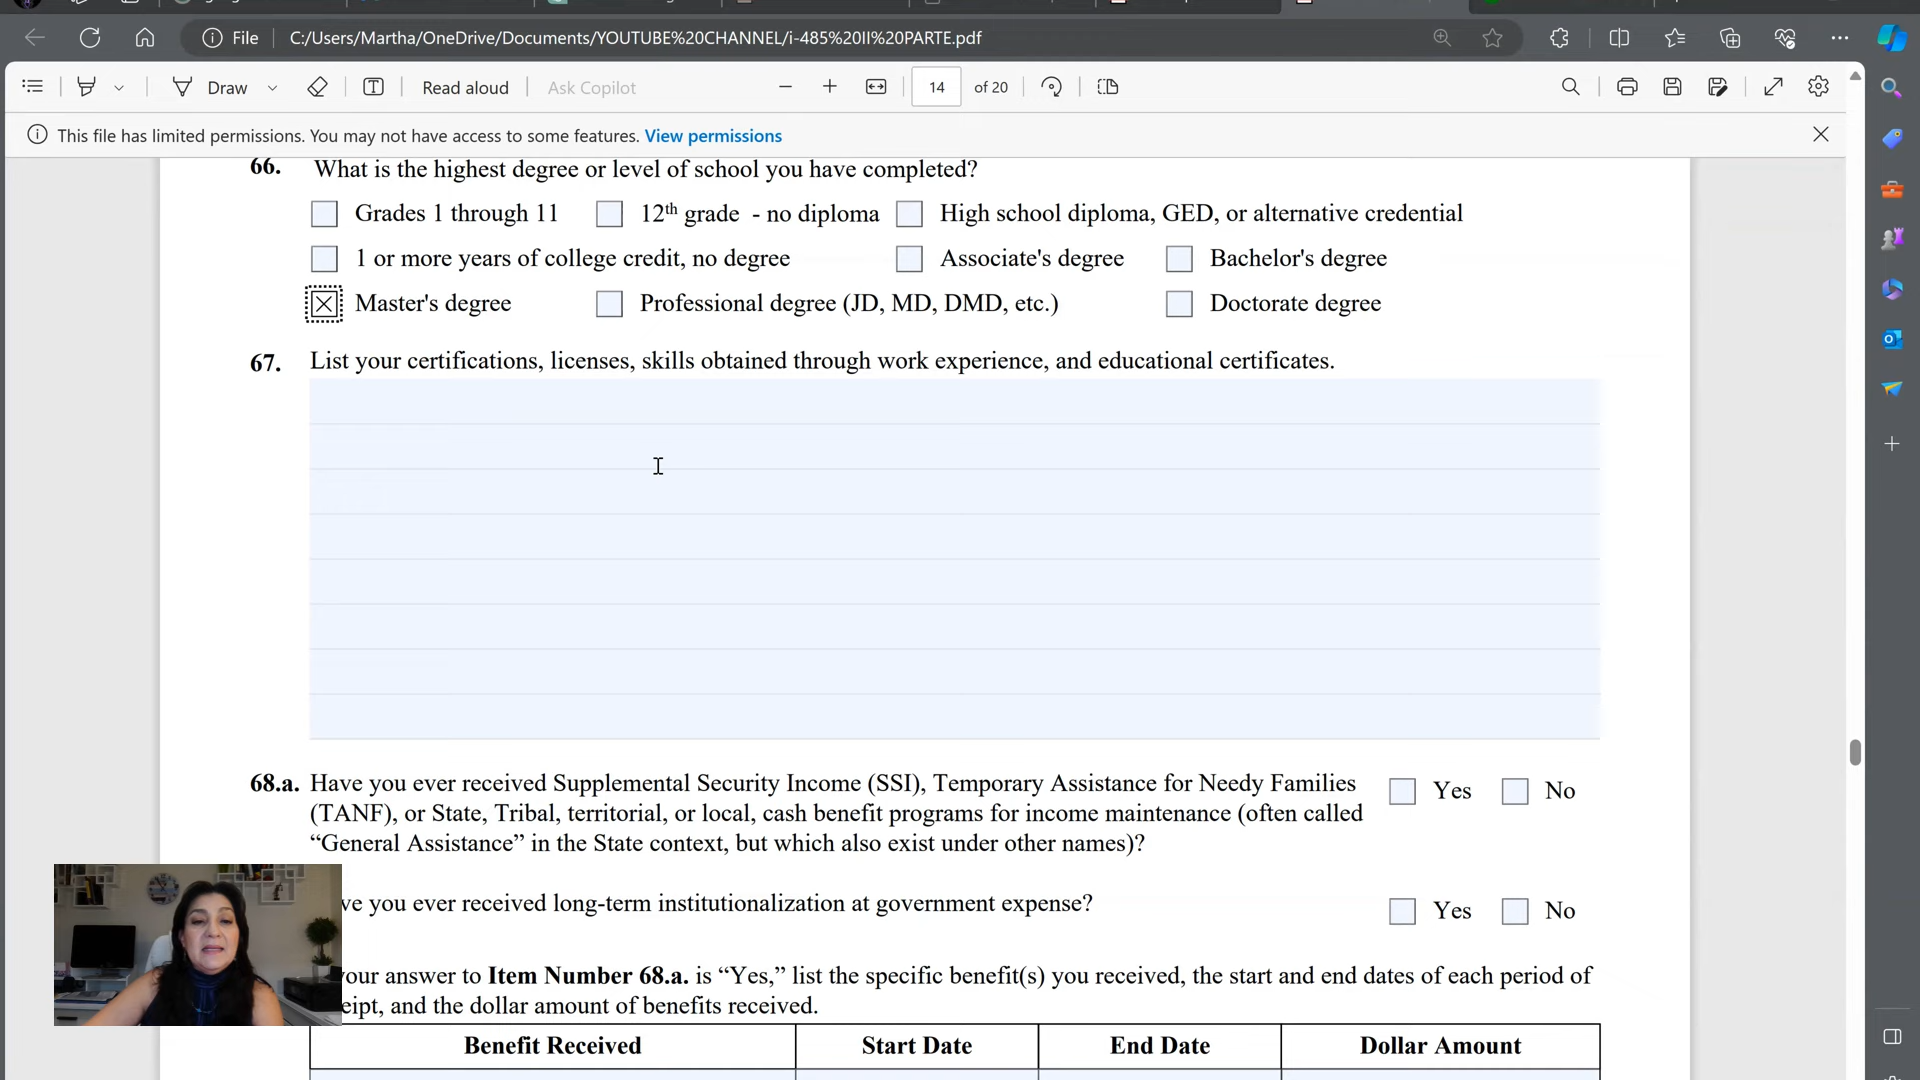 File C:/Users/Martha/OneDrive/Documents/YOUTUBE%20CHANNEL/i-485%20II%20PARTE.pdf
Draw Read aloud Ask Copilot 14 of 20
This file has limited permissions. You may not have access to some features. View permissions
66. What is the highest degree or level of school you have completed?
Grades 1 through 11 12th grade - no diploma High school diploma, GED, or alternative credential
1 or more years of college credit, no degree Associate's degree Bachelor's degree
Master's degree Professional degree (JD, MD, DMD, etc.) Doctorate degree
67. List your certifications, licenses, skills obtained through work experience, and educational certificates.
68.a. Have you ever received Supplemental Security Income (SSI), Temporary Assistance for Needy Families Yes No
(TANF), or State, Tribal, territorial, or local, cash benefit programs for income maintenance (often called
“General Assistance” in the State context, but which also exist under other names)?
ve you ever received long-term institutionalization at government expense? Yes No
your answer to Item Number 68.a. is “Yes,” list the specific benefit(s) you received, the start and end dates of each period of
eipt, and the dollar amount of benefits received.
Benefit Received Start Date End Date Dollar Amount